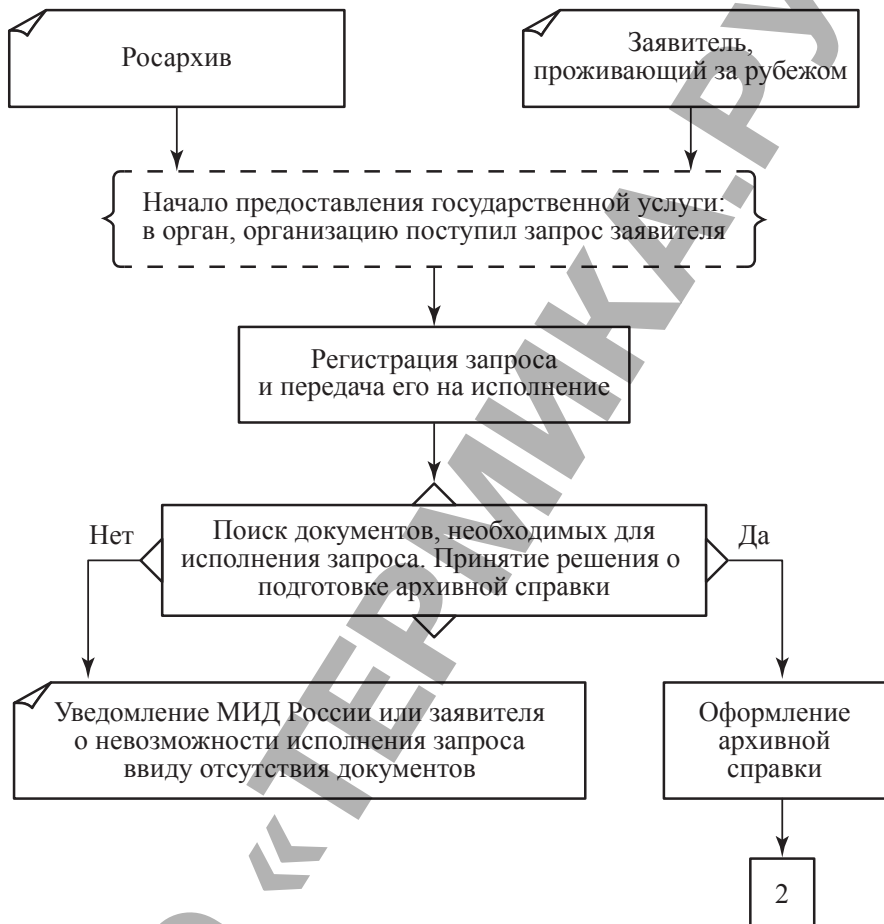 Росархив
Заявитель,
проживающий за рубежом
Начало предоставления государственной услуги:
в орган, организацию поступил запрос заявителя
Регистрация запроса
и передача его на исполнение
Нет
Поиск документов, необходимых для
исполнения запроса. Принятие решения о
подготовке архивной справки
Да
Уведомление МИД России или заявителя
о невозможности исполнения запроса
ввиду отсутствия документов
Оформление
архивной
справки
2
«ТЕРМИКА.РУ